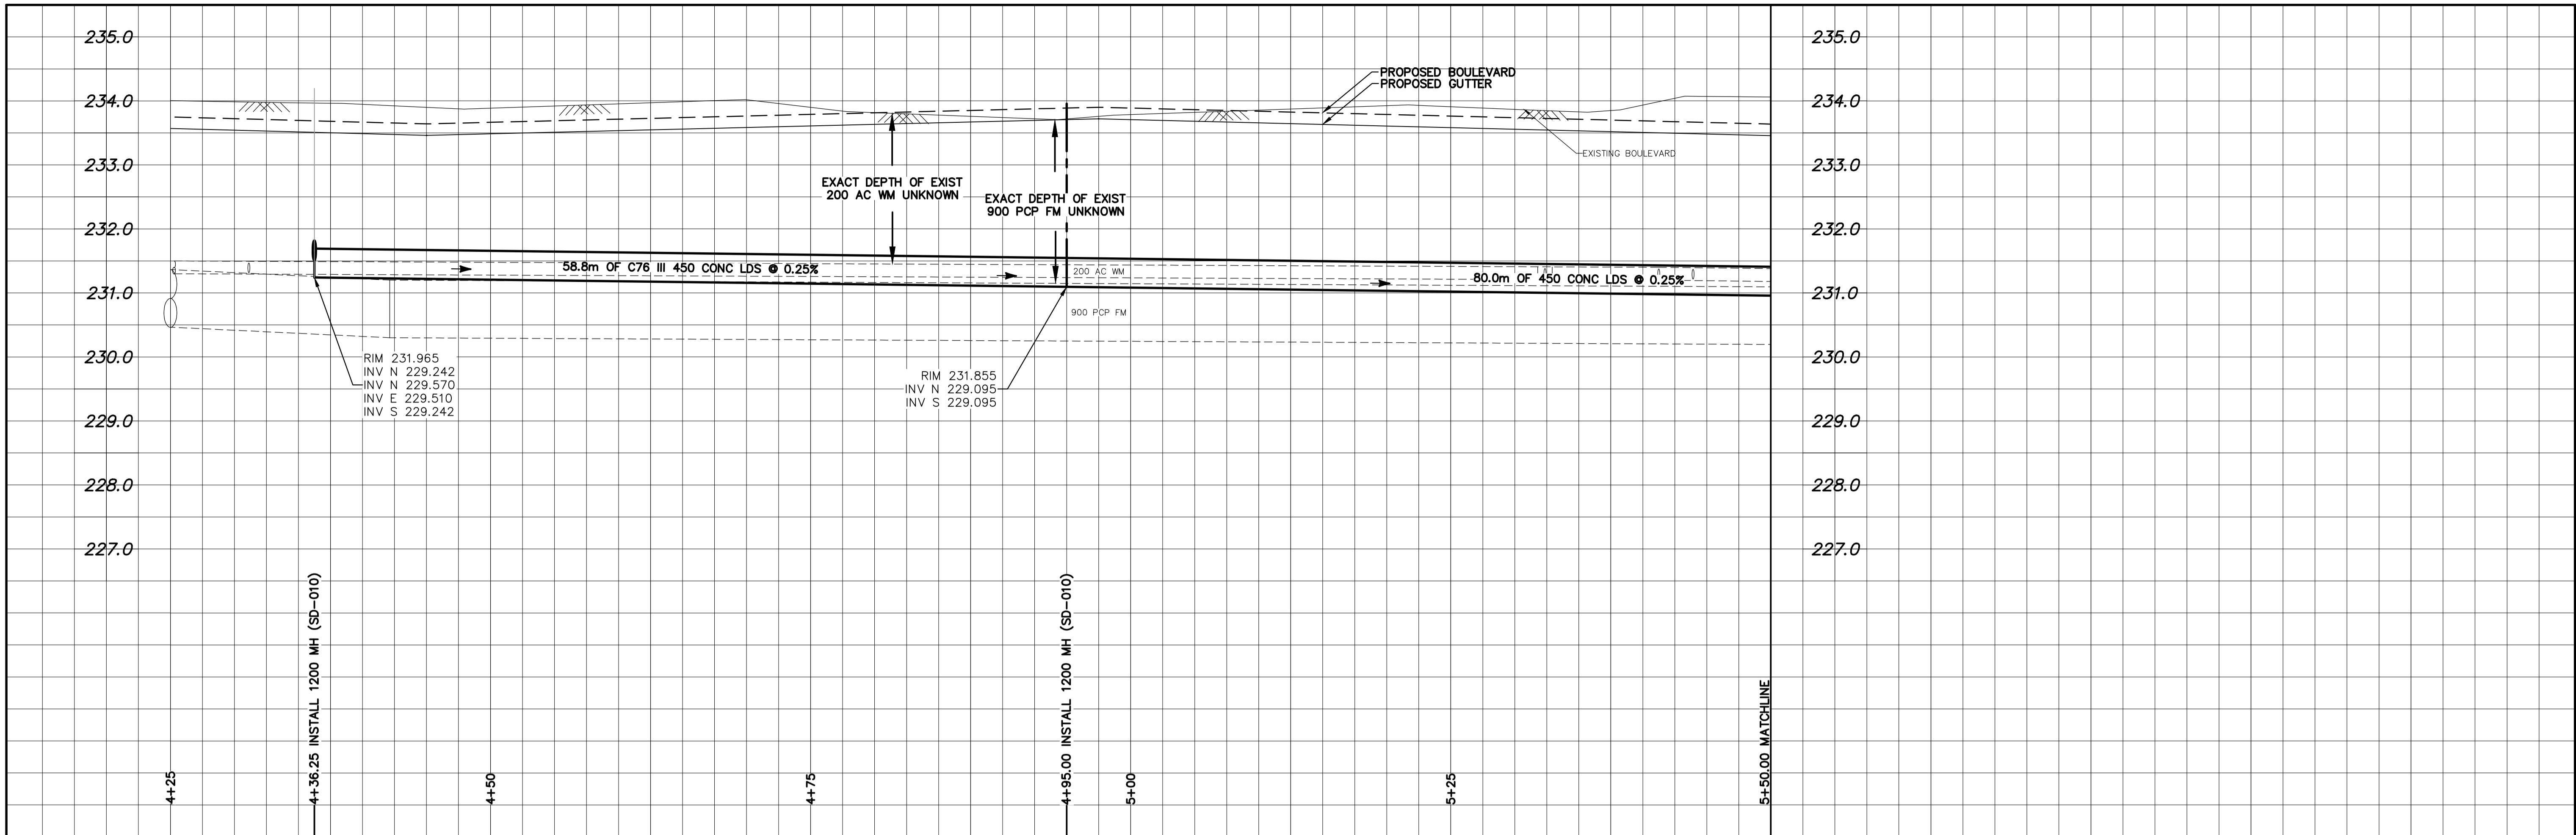 235.0
235.0
PROPOSED BOULEVARD
PROPOSED GUTTER
234.0
234.0
EXISTING BOULEVARD
233.0
233.0
EXACT DEPTH OF EXIST
200 AC WM UNKNOWN
EXACT DEPTH OF EXIST
900 PCP FM UNKNOWN
232.0
232.0
58.8m OF C76 III 450 CONC LDS @ 0.25%
200 AC WM
80.0m OF 450 CONC LDS @ 0.25%
231.0
231.0
900 PCP FM
230.0
230.0
RIM 231.965
INV N 229.242
INV N 229.570
INV E 229.510
INV S 229.242
RIM 231.855
INV N 229.095
INV S 229.095
229.0
229.0
228.0
228.0
227.0
227.0
4+25
4+36.25 INSTALL 1200 MH (SD-010)
4+50
4+75
4+95.00 INSTALL 1200 MH (SD-010)
5+00
5+25
5+50.00 MATCHLINE